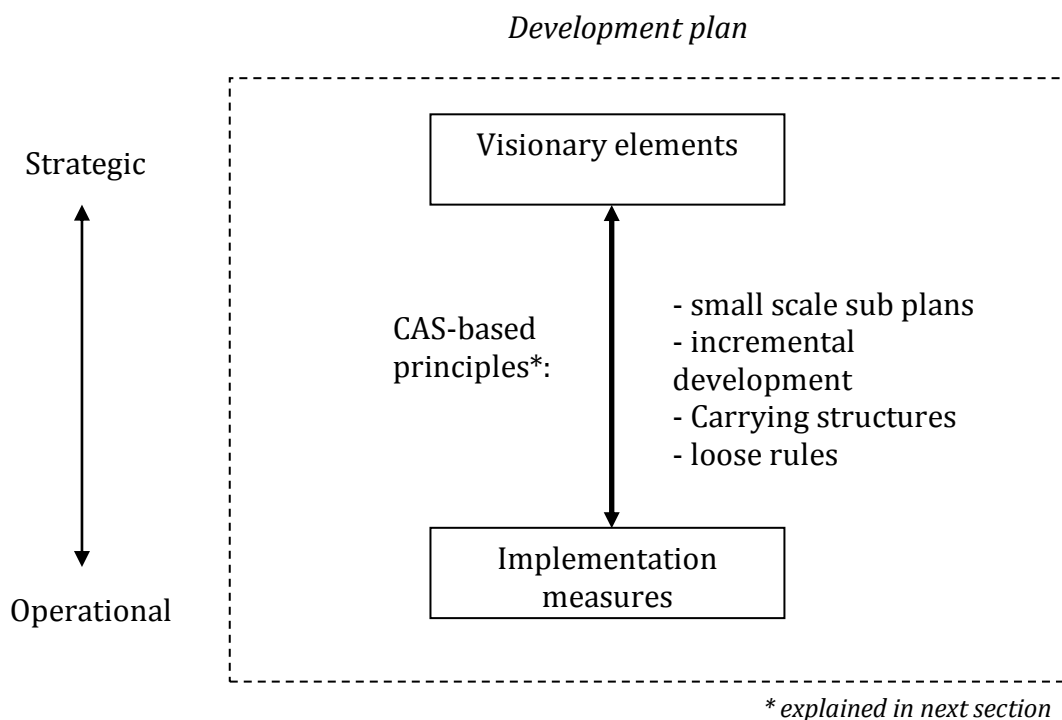 Development plan
Visionary elements
Strategic
CAS-based
principles*:
- small scale sub plans
- incremental
development
- Carrying structures
- loose rules
Implementation
measures
Operational
* explained in next section